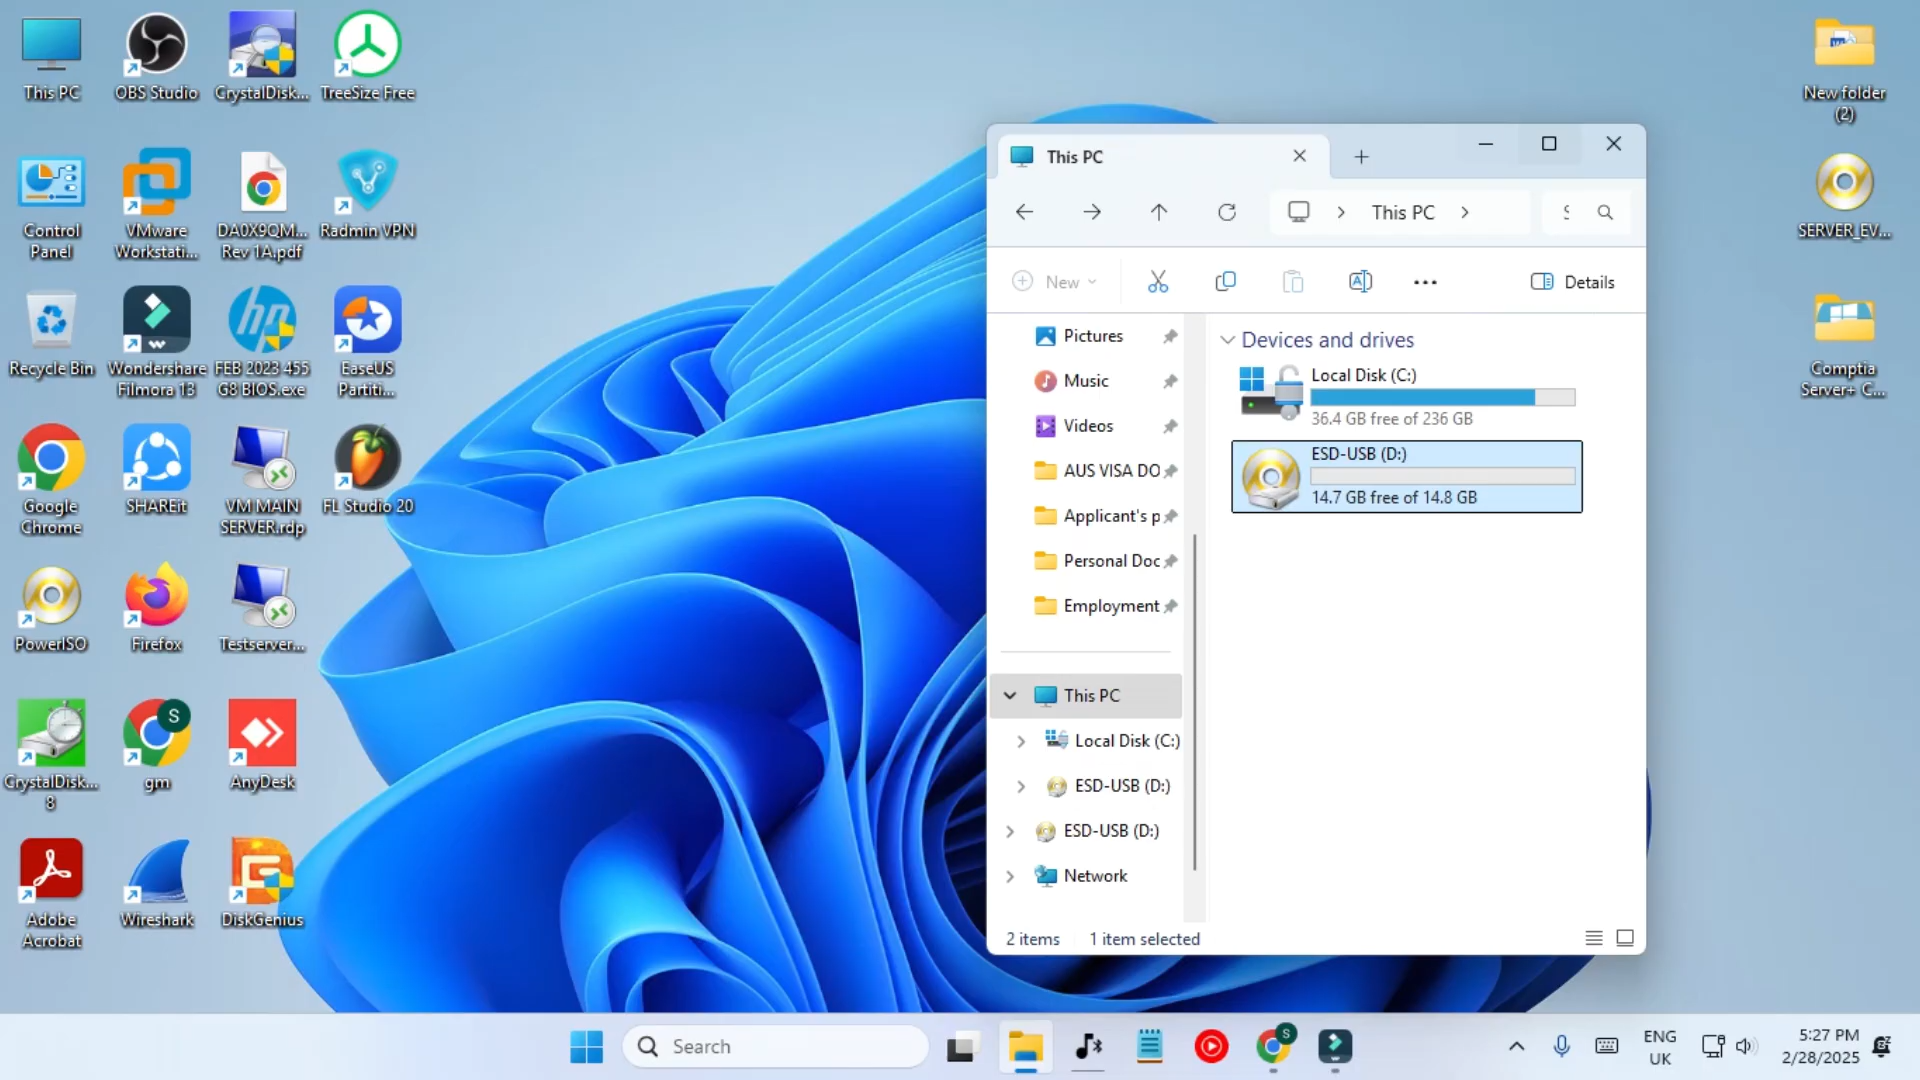 This PC
OBS Studio
CrystalDisk...
TreeSize Free
Control
Panel
VMware
Workstati...
DA0X9QM...
Rev 1A.pdf
Radmin VPN
Recycle Bin
Wondershare
Filmora 13
FEB 2023 455
G8 BIOS.exe
EaseUS
Partiti...
Google
Chrome
SHAREit
VM MAIN
SERVER.rdp
FL Studio 20
PowerISO
Firefox
Testserver...
CrystalDisk...
8
S
gm
AnyDesk
Adobe
Acrobat
Wireshark
DiskGenius
New folder
(2)
SERVER_EV...
Comptia
Server+ C...
This PC
This PC
New
Details
Pictures
Music
Videos
AUS VISA DO
Applicant's p
Personal Doc
Employment
This PC
Local Disk (C:)
ESD-USB (D:)
ESD-USB (D:)
Network
Devices and drives
Local Disk (C:)
36.4 GB free of 236 GB
ESD-USB (D:)
14.7 GB free of 14.8 GB
2 items 1 item selected
Search
S
ENG
UK
5:27 PM
2/28/2025